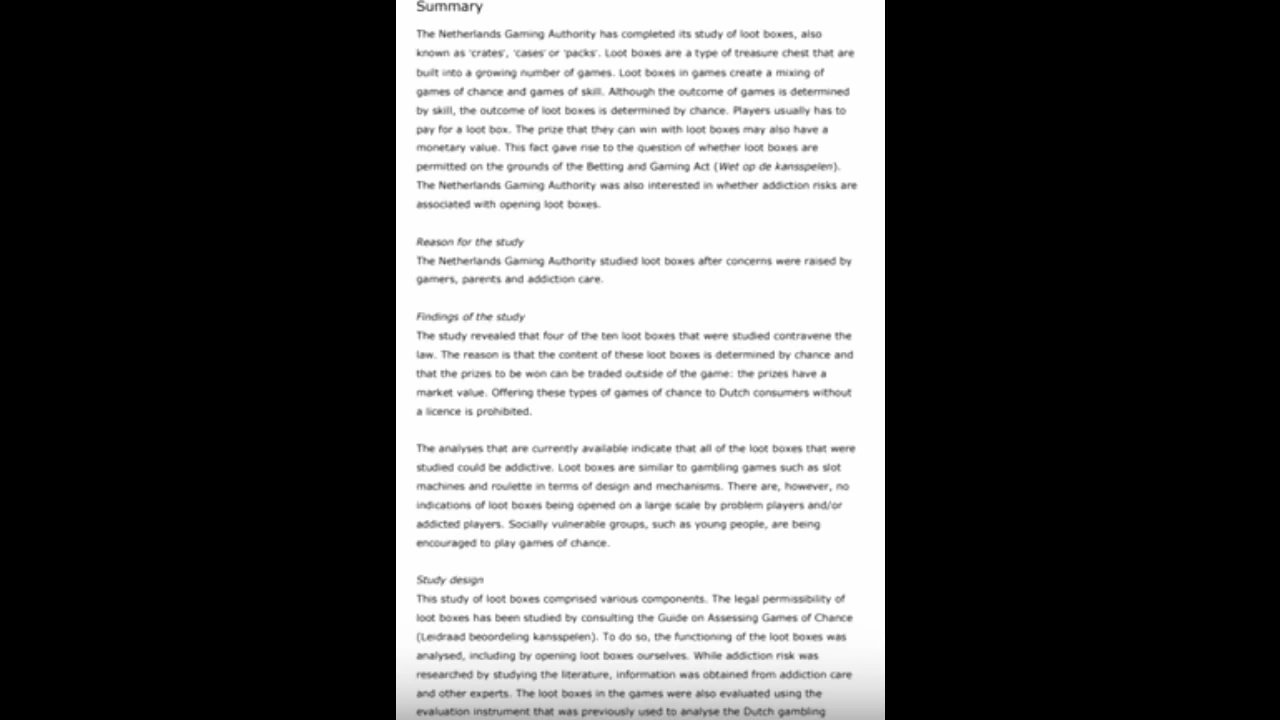 Summary
The Netherlands Gaming Authority has completed its study of loot boxes, also
known as 'crates', 'cases' or 'packs'. Loot boxes are a type of treasure chest that are
built into a growing number of games. Loot boxes in games create a mixing of
games of chance and games of skill. Although the outcome of games is determined
by skill, the outcome of loot boxes is determined by chance. Players usually has to
pay for a loot box. The prize that they can win with loot boxes may also have a
monetary value. This fact gave rise to the question of whether loot boxes are
permitted on the grounds of the Betting and Gaming Act (Wet op de kansspelen).
The Netherlands Gaming Authority was also interested in whether addiction risks are
associated with opening loot boxes.
Reason for the study
The Netherlands Gaming Authority studied loot boxes after concerns were raised by
gamers, parents and addiction care.
Findings of the study
The study revealed that four of the ten loot boxes that were studied contravene the
law. The reason is that the content of these loot boxes is determined by chance and
that the prizes to be won can be traded outside of the game: the prizes have a
market value. Offering these types of games of chance to Dutch consumers without
a licence is prohibited.
The analyses that are currently available indicate that all of the loot boxes that were
studied could be addictive. Loot boxes are similar to gambling games such as slot
machines and roulette in terms of design and mechanisms. There are, however, no
indications of loot boxes being opened on a large scale by problem players and/or
addicted players. Socially vulnerable groups, such as young people, are being
encouraged to play games of chance.
Study design
This study of loot boxes comprised various components. The legal permissibility of
loot boxes has been studied by consulting the Guide on Assessing Games of Chance
(Leidraad beoordeling kansspelen). To do so, the functioning of the loot boxes was
analysed, including by opening loot boxes ourselves. While addiction risk was
researched by studying the literature, information was obtained from addiction care
and other experts. The loot boxes in the games were also evaluated using the
evaluation instrument that was previously used to analyse the Dutch gambling